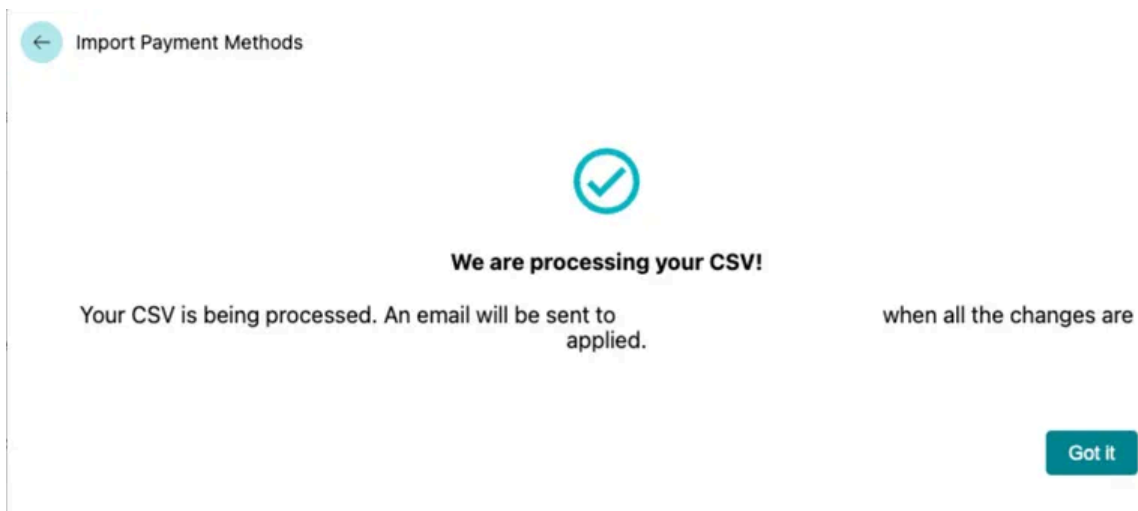 Import Payment Methods
We are processing your CSV!
Your CSV is being processed. An email will be sent to when all the changes are
applied.
Got it